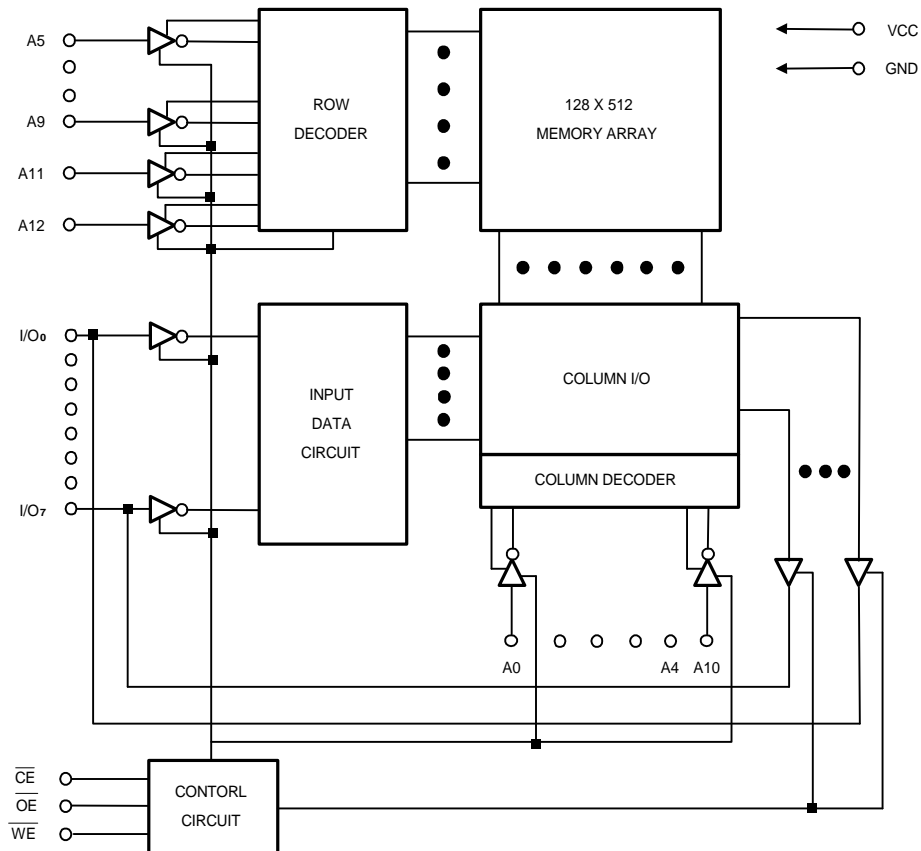 A5
A9
A11
A12
ROW
DECODER
128 X 512
MEMORY ARRAY
VCC
GND
I/O₀
I/O₇
INPUT
DATA
CIRCUIT
COLUMN I/O
COLUMN DECODER
A0
A4
A10
CE
OE
WE
CONTORL
CIRCUIT